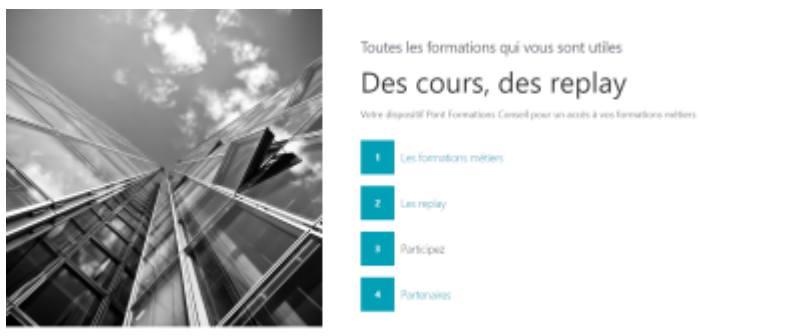 Toutes les formations qui vous sont utiles
Des cours, des replay
Votre dispositif Pont Formations Conseil pour un accès à vos formations métiers
1 Les formations métiers
2 Les replay
3 Participez
4 Partenaires